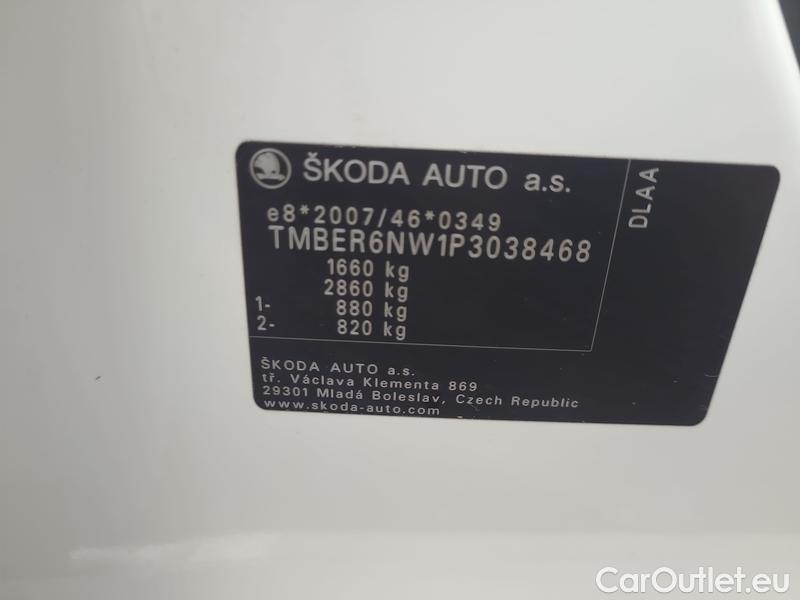 ŠKODA AUTO a.s.
DLAA
e8*2007/46*0349
TMBER6NW1P3038468
1660 kg
2860 kg
1- 880 kg
2- 820 kg
ŠKODA AUTO a.s.
tř. Václava Klementa 869
29301 Mladá Boleslav, Czech Republic
www.skoda-auto.com
CarOutlet.eu